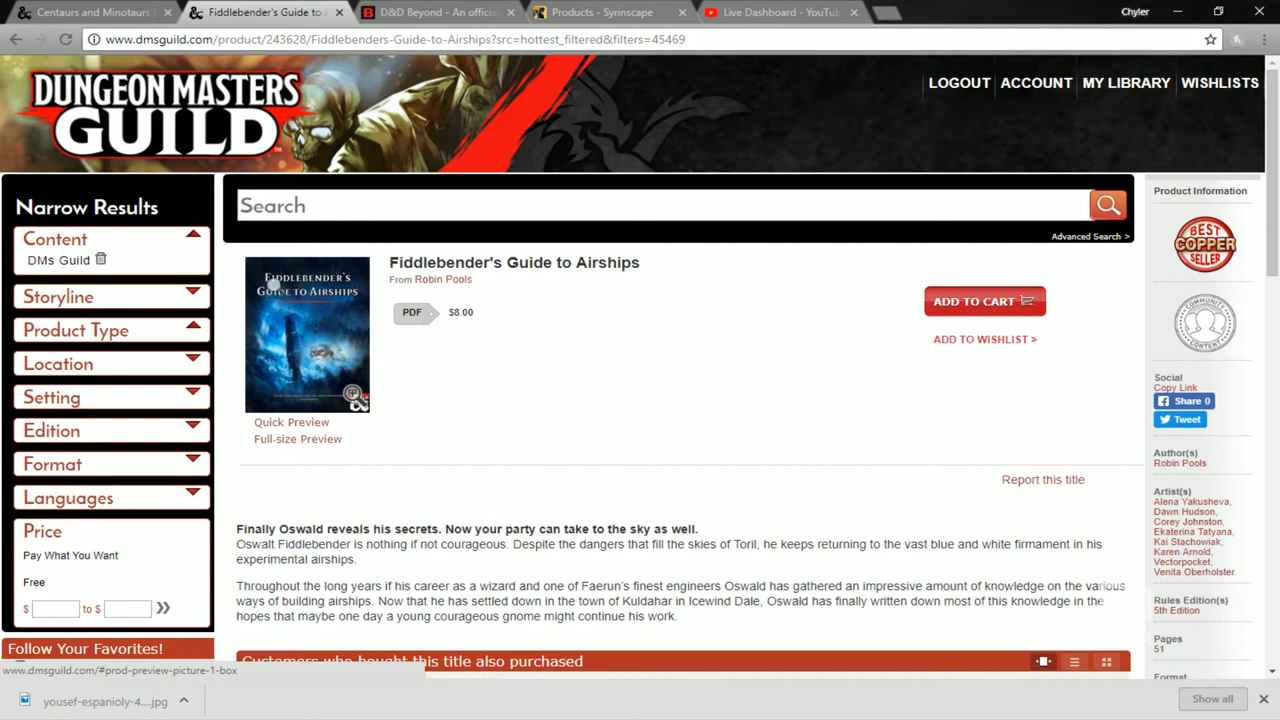 Centaurs and Minotaurs
Fiddlebender's Guide to A
D&D Beyond - An offici
Products - Syrinscape
Live Dashboard - YouTu
Chyler
www.dmsguild.com/product/243628/Fiddlebenders-Guide-to-Airships?src=hottest_filtered&filters=45469
DUNGEON MASTERS
GUILD
LOGOUT ACCOUNT MY LIBRARY WISHLISTS
Narrow Results
Content
DMs Guild
Storyline
Product Type
Location
Setting
Edition
Format
Languages
Price
Pay What You Want
Free
$ to $ »
Follow Your Favorites!
Search
Advanced Search >
FIDDLEBENDER'S
GUIDE TO AIRSHIPS
Quick Preview
Full-size Preview
Fiddlebender's Guide to Airships
From Robin Pools
PDF $8.00
ADD TO CART
ADD TO WISHLIST >
Report this title
Finally Oswald reveals his secrets. Now your party can take to the sky as well.
Oswalt Fiddlebender is nothing if not courageous. Despite the dangers that fill the skies of Toril, he keeps returning to the vast blue and white firmament in his
experimental airships.
Throughout the long years if his career as a wizard and one of Faerun's finest engineers Oswald has gathered an impressive amount of knowledge on the various
ways of building airships. Now that he has settled down in the town of Kuldahar in Icewind Dale, Oswald has finally written down most of this knowledge in the
hopes that maybe one day a young courageous gnome might continue his work.
Customers who bought this title also purchased
Product Information
BEST
COPPER
SELLER
COMMUNITY
CONTENT
Social
Copy Link
Share 0
Tweet
Author(s)
Robin Pools
Artist(s)
Alena Yakusheva,
Dawn Hudson,
Corey Johnston,
Ekaterina Tatyana,
Kai Stachowiak,
Karen Arnold,
Vectorpocket,
Venita Oberholster.
Rules Edition(s)
5th Edition
Pages
51
Format
www.dmsguild.com/#prod-preview-picture-1-box
yousef-espanioly-4....jpg
Show all